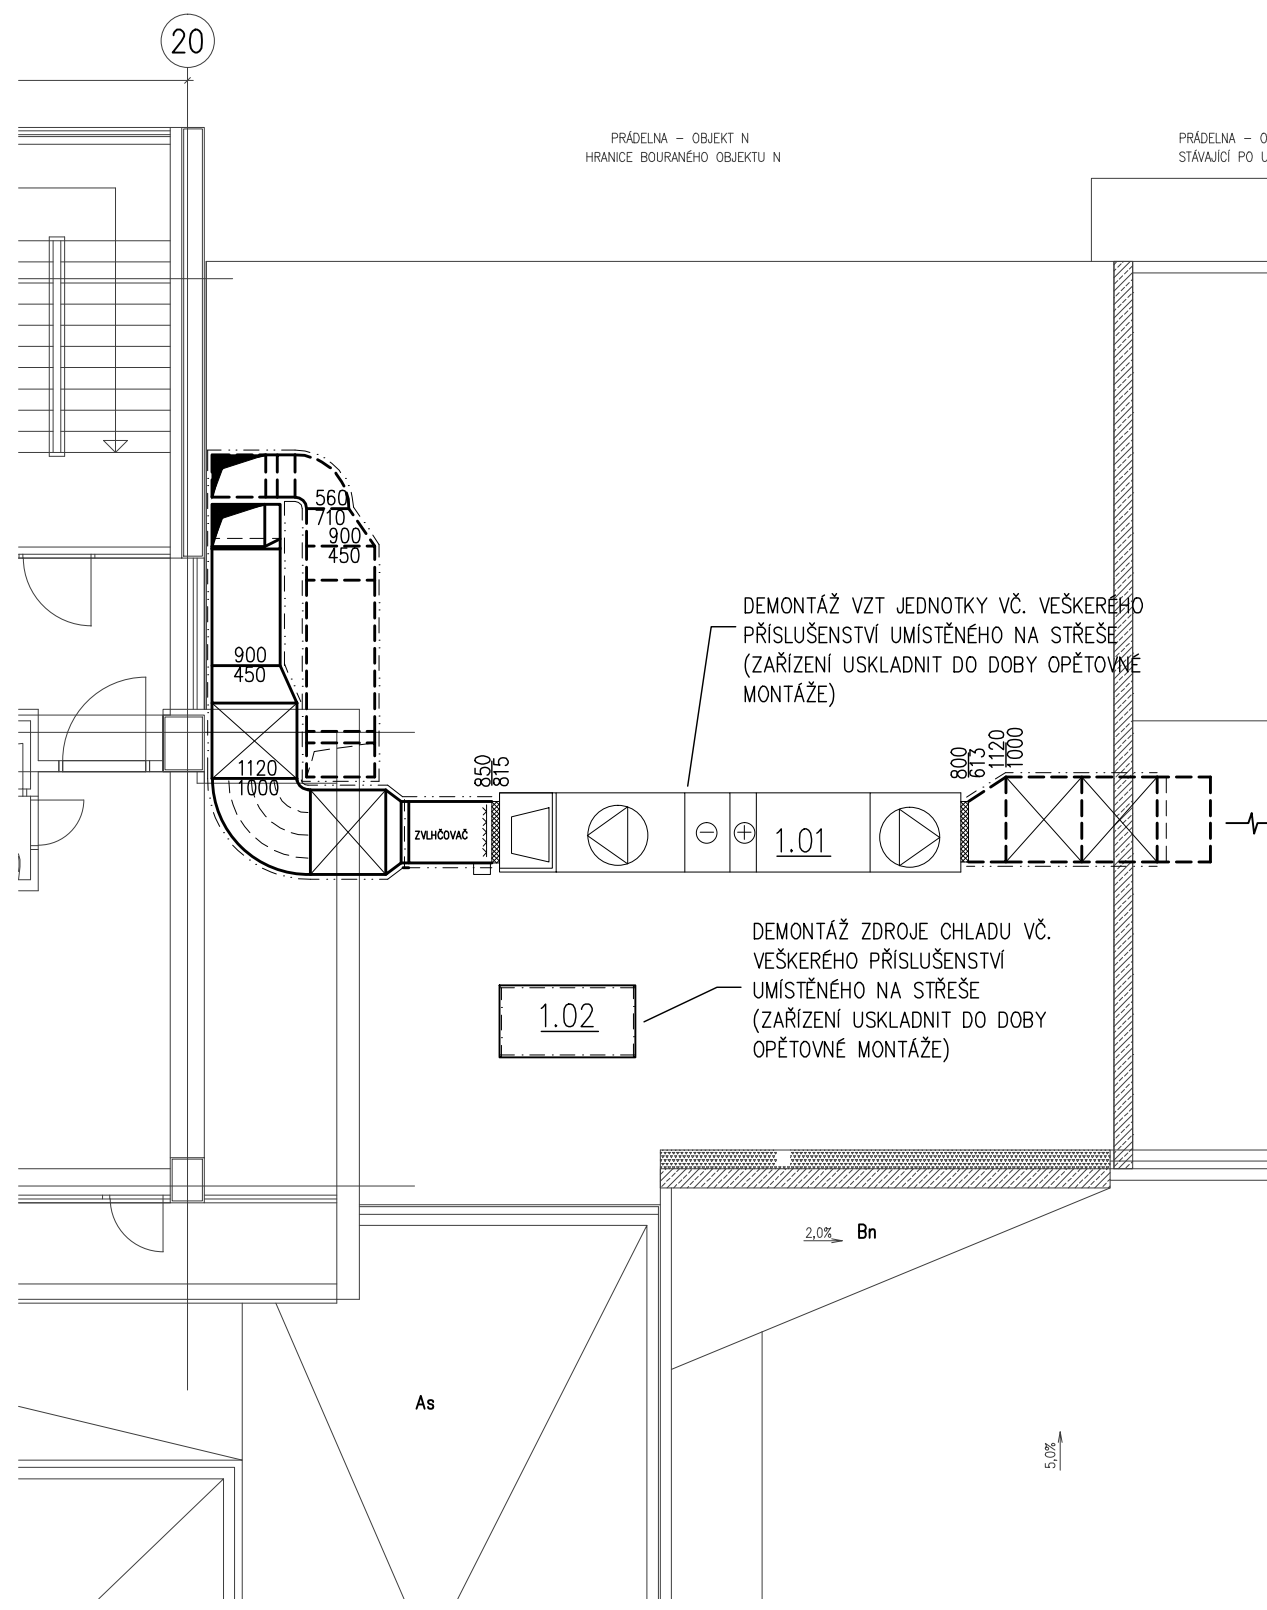 20
PRÁDELNA – OBJEKT N
HRANICE BOURANÉHO OBJEKTU N
PRÁDELNA – O
STÁVAJÍCÍ PO U
560
710
900
450
DEMONTÁŽ VZT JEDNOTKY VČ. VEŠKERÉHO
PŘÍSLUŠENSTVÍ UMÍSTĚNÉHO NA STŘEŠE
(ZAŘÍZENÍ USKLADNIT DO DOBY OPĚTOVNÉ
MONTÁŽE)
900
450
1120
1000
850
815
800
613
1120
1000
ZVLHČOVAČ
1.01
DEMONTÁŽ ZDROJE CHLADU VČ.
VEŠKERÉHO PŘÍSLUŠENSTVÍ
UMÍSTĚNÉHO NA STŘEŠE
(ZAŘÍZENÍ USKLADNIT DO DOBY
OPĚTOVNÉ MONTÁŽE)
1.02
2,0%
Bn
As
5,0%